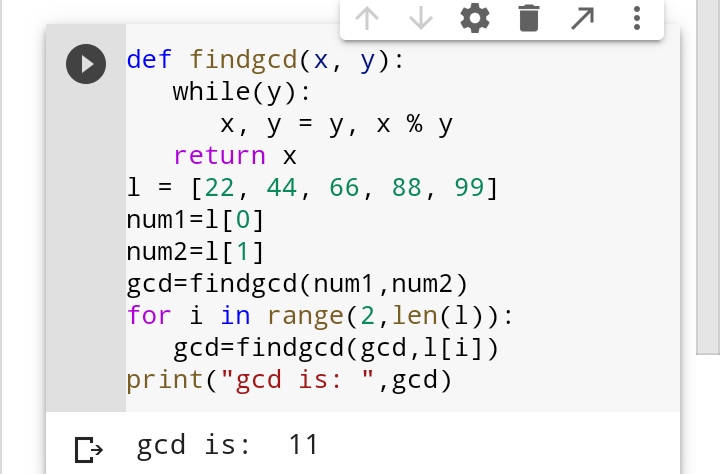 def findgcd(x, y):
   while(y):
      x, y = y, x % y
   return x
l = [22, 44, 66, 88, 99]
num1=l[0]
num2=l[1]
gcd=findgcd(num1,num2)
for i in range(2,len(l)):
   gcd=findgcd(gcd,l[i])
print("gcd is: ",gcd)
gcd is:  11